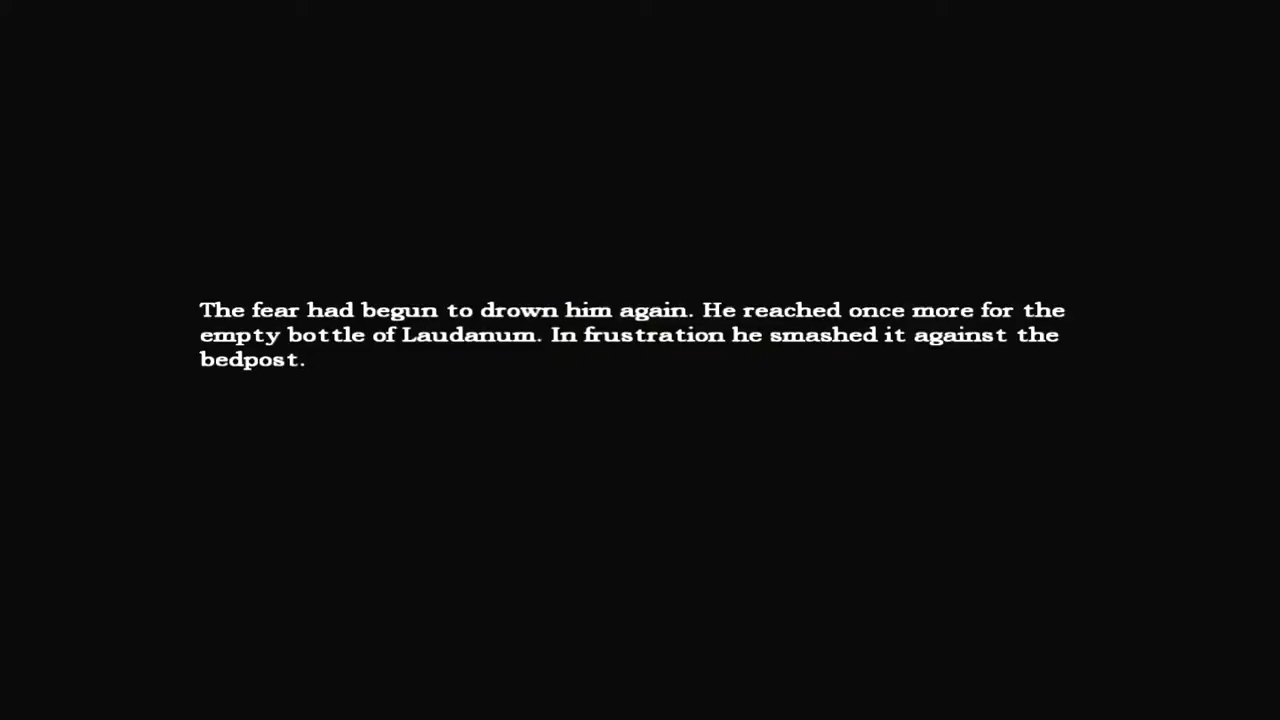 The fear had begun to drown him again. He reached once more for the
empty bottle of Laudanum. In frustration he smashed it against the
bedpost.